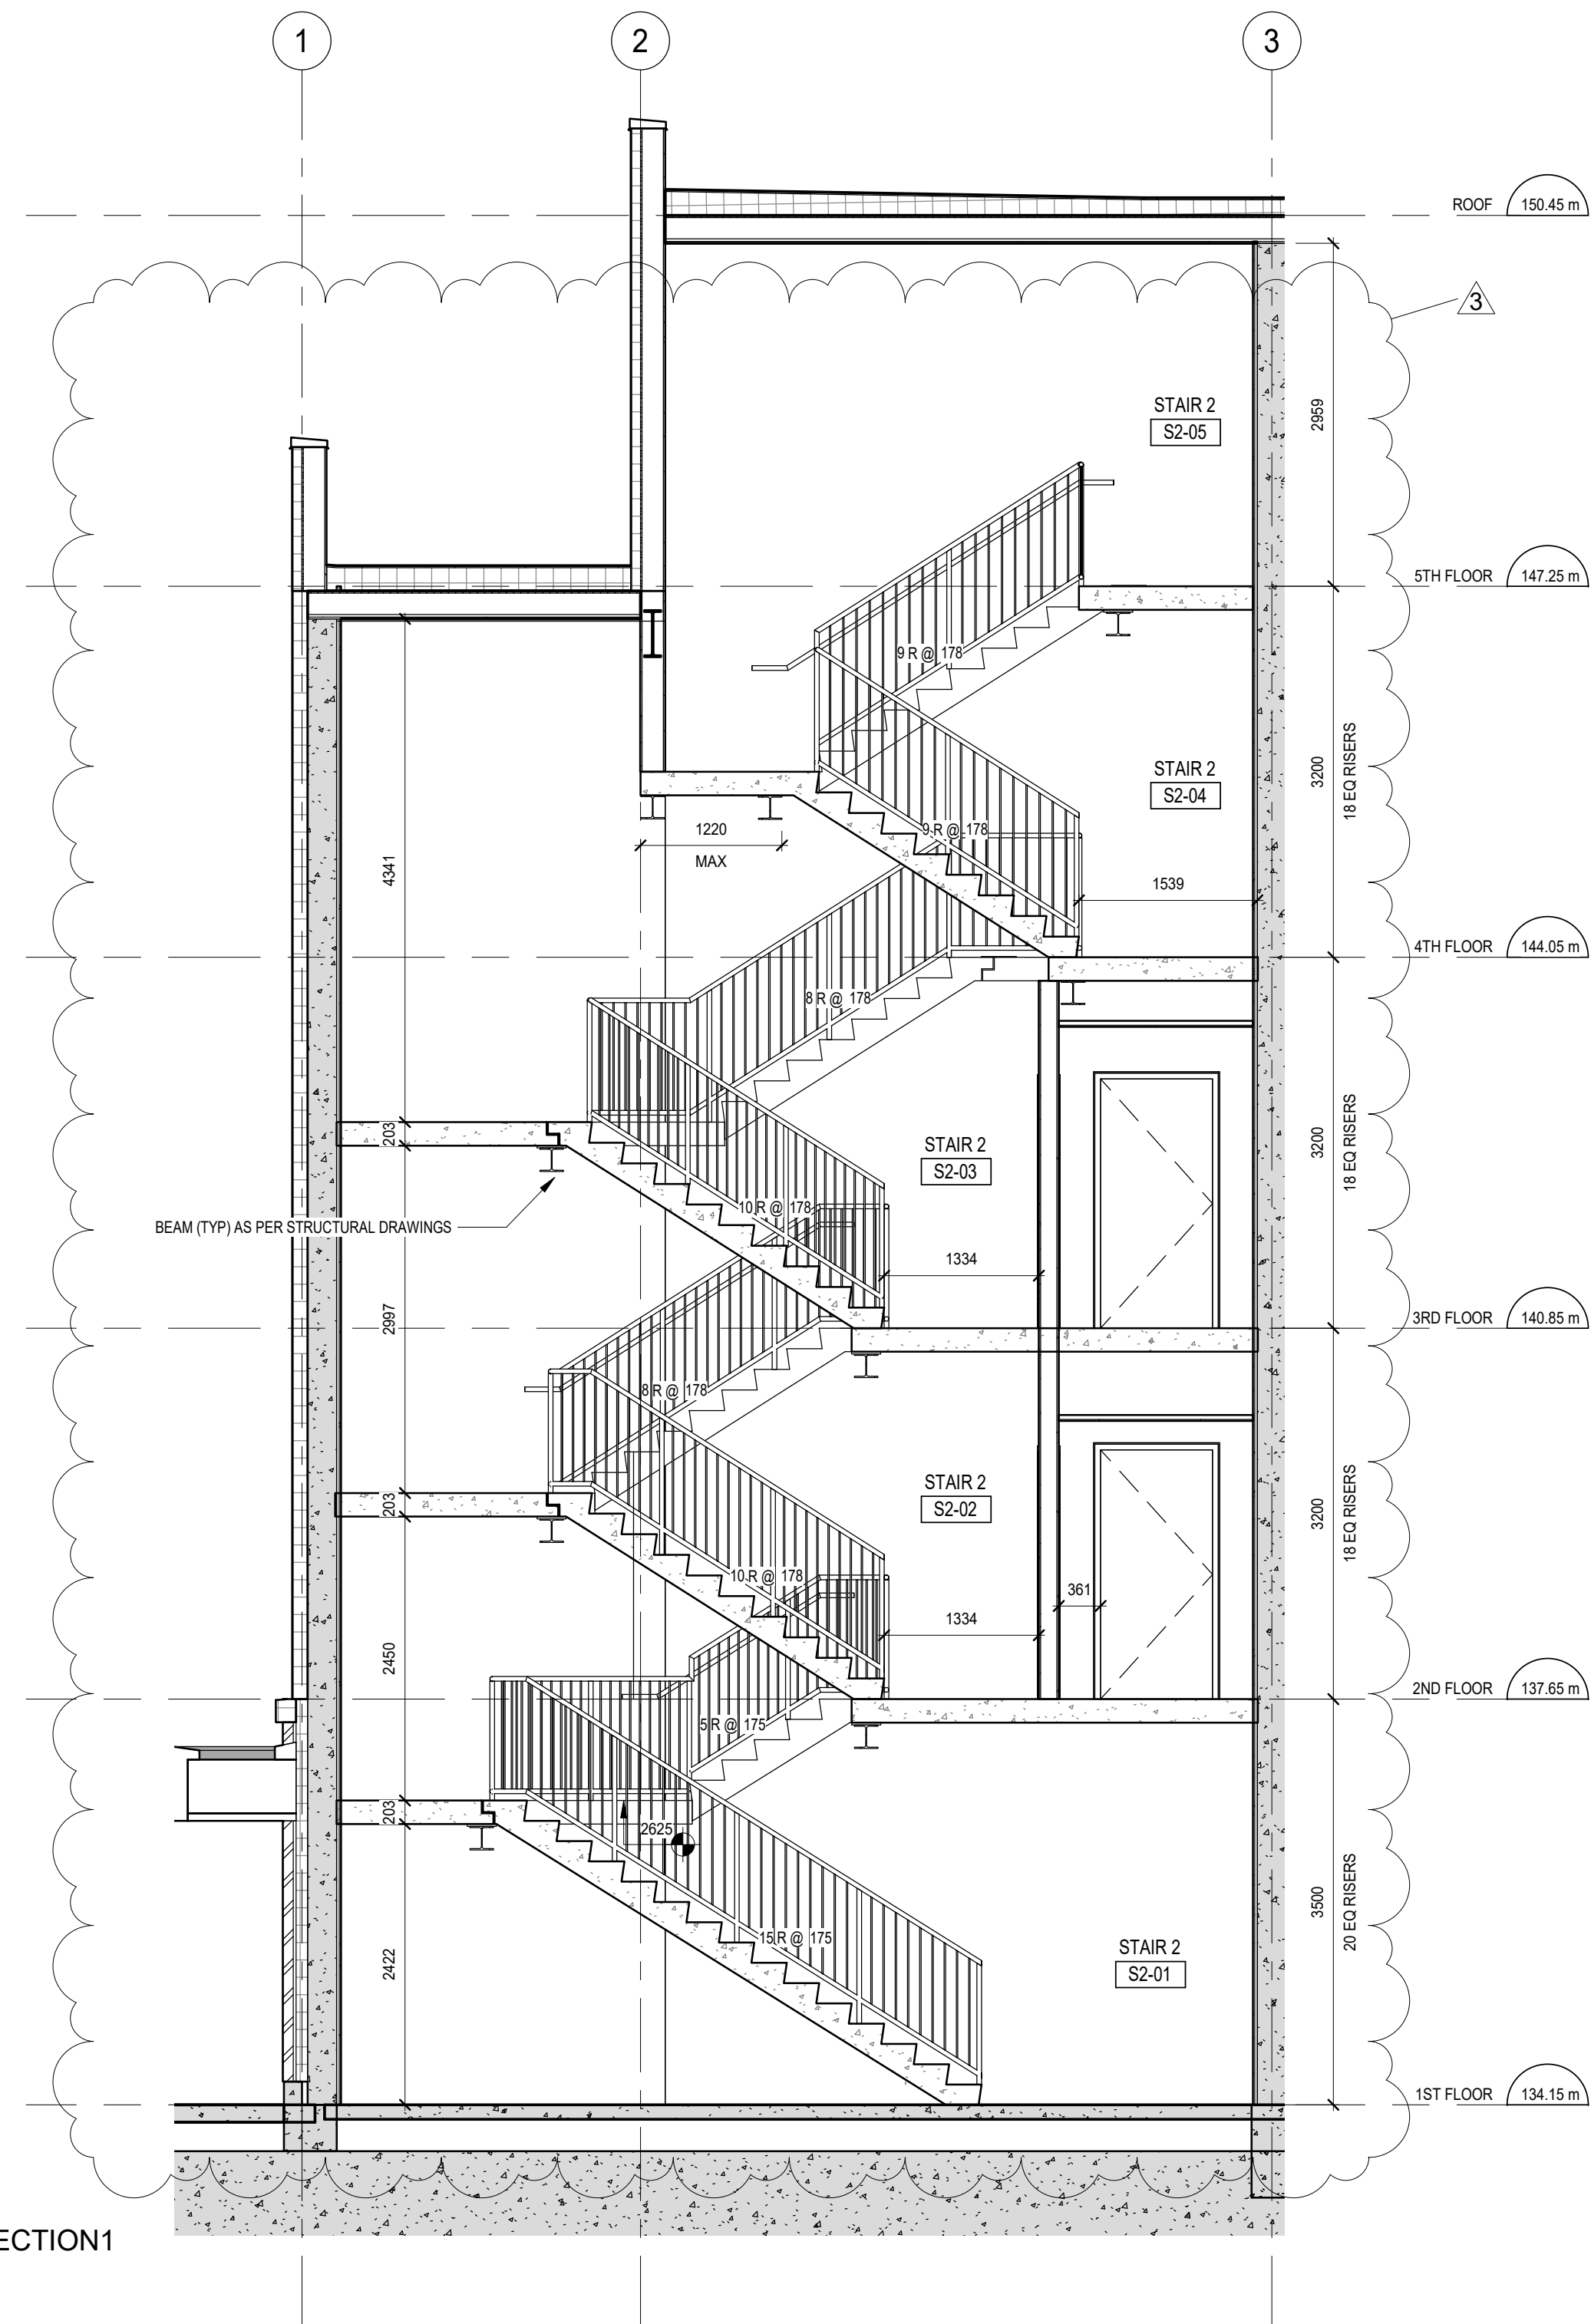 1
2
3
ROOF 150.45 m
3
STAIR 2
S2-05
2959
5TH FLOOR 147.25 m
9 R @ 178
STAIR 2
S2-04
3200
18 EQ RISERS
1220
MAX
9 R @ 178
4341
1539
4TH FLOOR 144.05 m
8 R @ 178
203
STAIR 2
S2-03
3200
18 EQ RISERS
10 R @ 178
BEAM (TYP) AS PER STRUCTURAL DRAWINGS
1334
2997
3RD FLOOR 140.85 m
8 R @ 178
203
STAIR 2
S2-02
3200
18 EQ RISERS
10 R @ 178
361
1334
2450
2ND FLOOR 137.65 m
5 R @ 175
203
2625
15 R @ 175
3500
20 EQ RISERS
STAIR 2
S2-01
2422
1ST FLOOR 134.15 m
ECTION1